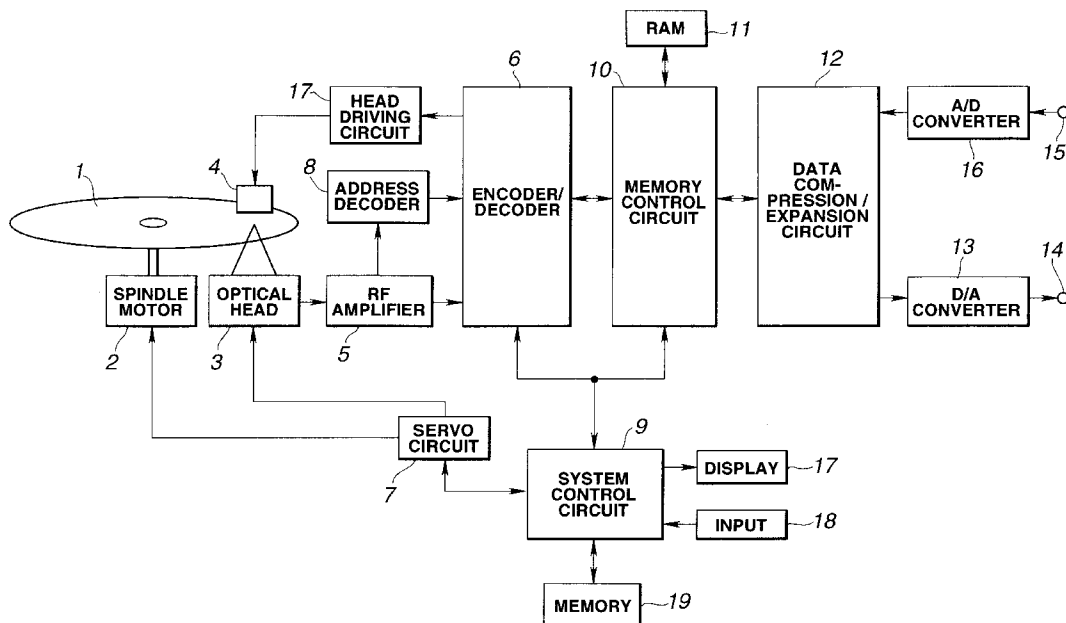 RAM
11
6
10
12
17
HEAD
DRIVING
CIRCUIT
A/D
CONVERTER
15
16
1
4
8
ADDRESS
DECODER
ENCODER/
DECODER
MEMORY
CONTROL
CIRCUIT
DATA
COM-
PRESSION /
EXPANSION
CIRCUIT
13
14
SPINDLE
MOTOR
OPTICAL
HEAD
RF
AMPLIFIER
D/A
CONVERTER
2
3
5
SERVO
CIRCUIT
7
9
SYSTEM
CONTROL
CIRCUIT
DISPLAY
17
INPUT
18
MEMORY
19